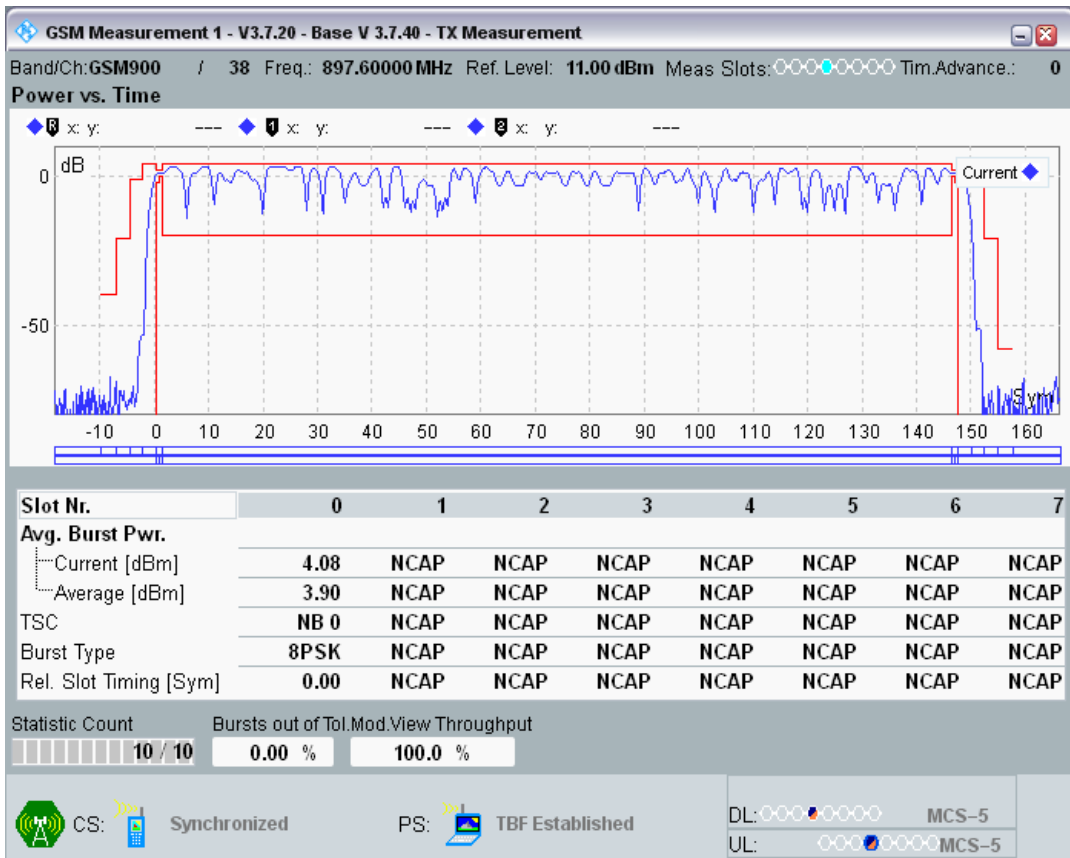 GSM Measurement 1 - V3.7.20 - Base V 3.7.40 - TX Measurement
Band/Ch:GSM900 / 38 Freq.: 897.60000 MHz Ref. Level: 11.00 dBm Meas Slots: Tim.Advance.: 0
Power vs. Time
R x: y: --- 1 x: y: --- 2 x: y: ---
dB
Current
0
-50
Sym
-10 0 10 20 30 40 50 60 70 80 90 100 110 120 130 140 150 160
Slot Nr. 0 1 2 3 4 5 6 7
Avg. Burst Pwr.
Current [dBm] 4.08 NCAP NCAP NCAP NCAP NCAP NCAP NCAP
Average [dBm] 3.90 NCAP NCAP NCAP NCAP NCAP NCAP NCAP
TSC NB 0 NCAP NCAP NCAP NCAP NCAP NCAP NCAP
Burst Type 8PSK NCAP NCAP NCAP NCAP NCAP NCAP NCAP
Rel. Slot Timing [Sym] 0.00 NCAP NCAP NCAP NCAP NCAP NCAP NCAP
Statistic Count Bursts out of Tol.Mod.View Throughput
10 / 10 0.00 % 100.0 %
CS: Synchronized PS: TBF Established
DL: MCS-5
UL: MCS-5